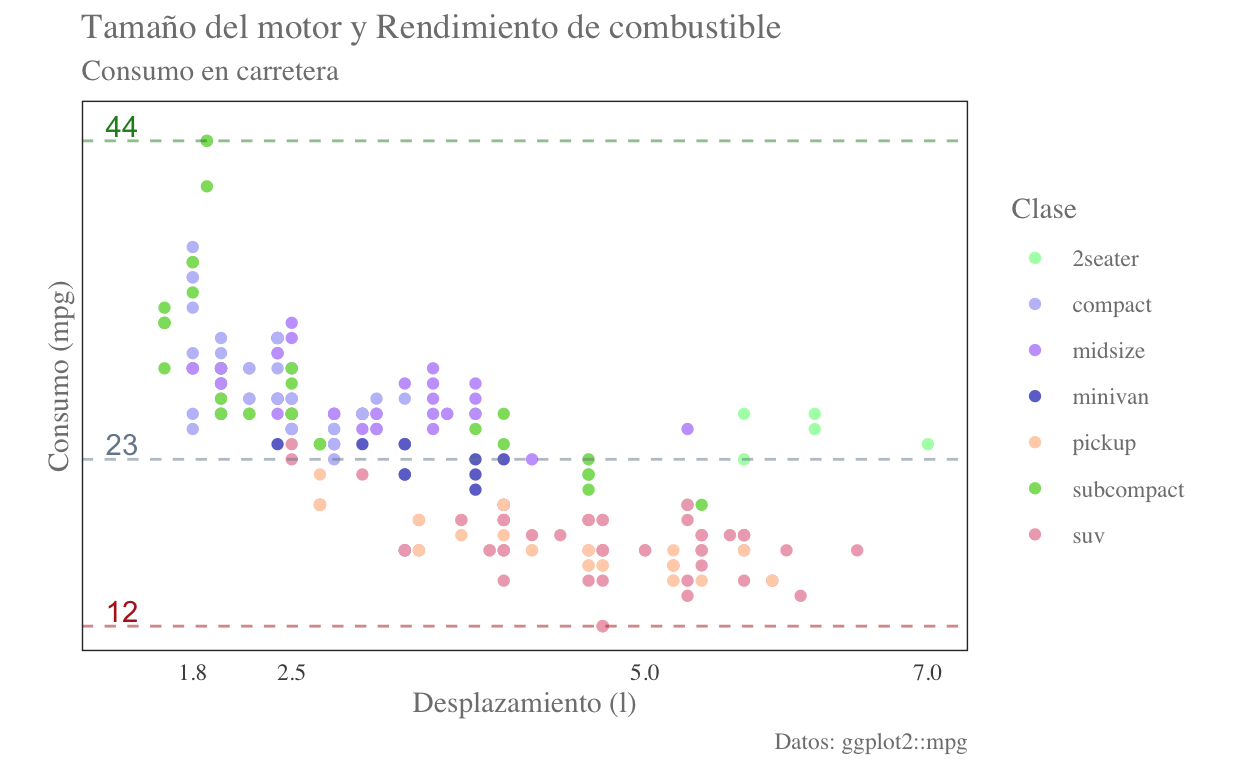 Tamaño del motor y Rendimiento de combustible
Consumo en carretera
44
23
12
Consumo (mpg)
1.8 2.5 5.0 7.0
Desplazamiento (l)
Clase
2seater
compact
midsize
minivan
pickup
subcompact
suv
Datos: ggplot2::mpg